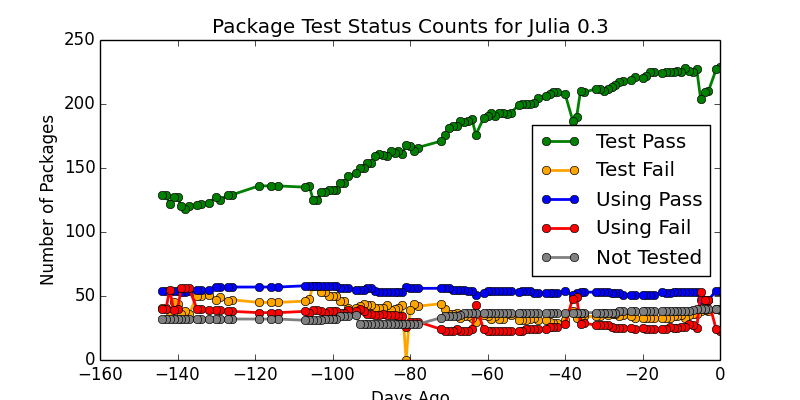 Package Test Status Counts for Julia 0.3
250
200
150
100
50
0
Number of Packages
Test Pass
Test Fail
Using Pass
Using Fail
Not Tested
−160 −140 −120 −100 −80 −60 −40 −20 0
Days Ago